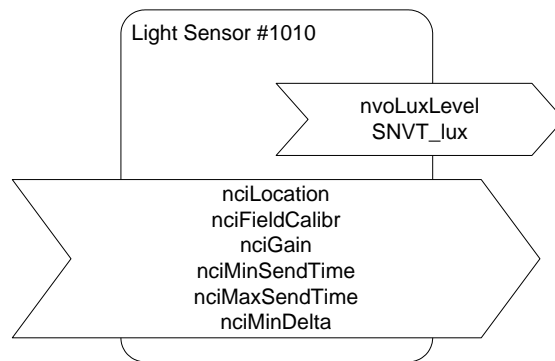 Light Sensor #1010
nvoLuxLevel
SNVT_lux
nciLocation
nciFieldCalibr
nciGain
nciMinSendTime
nciMaxSendTime
nciMinDelta